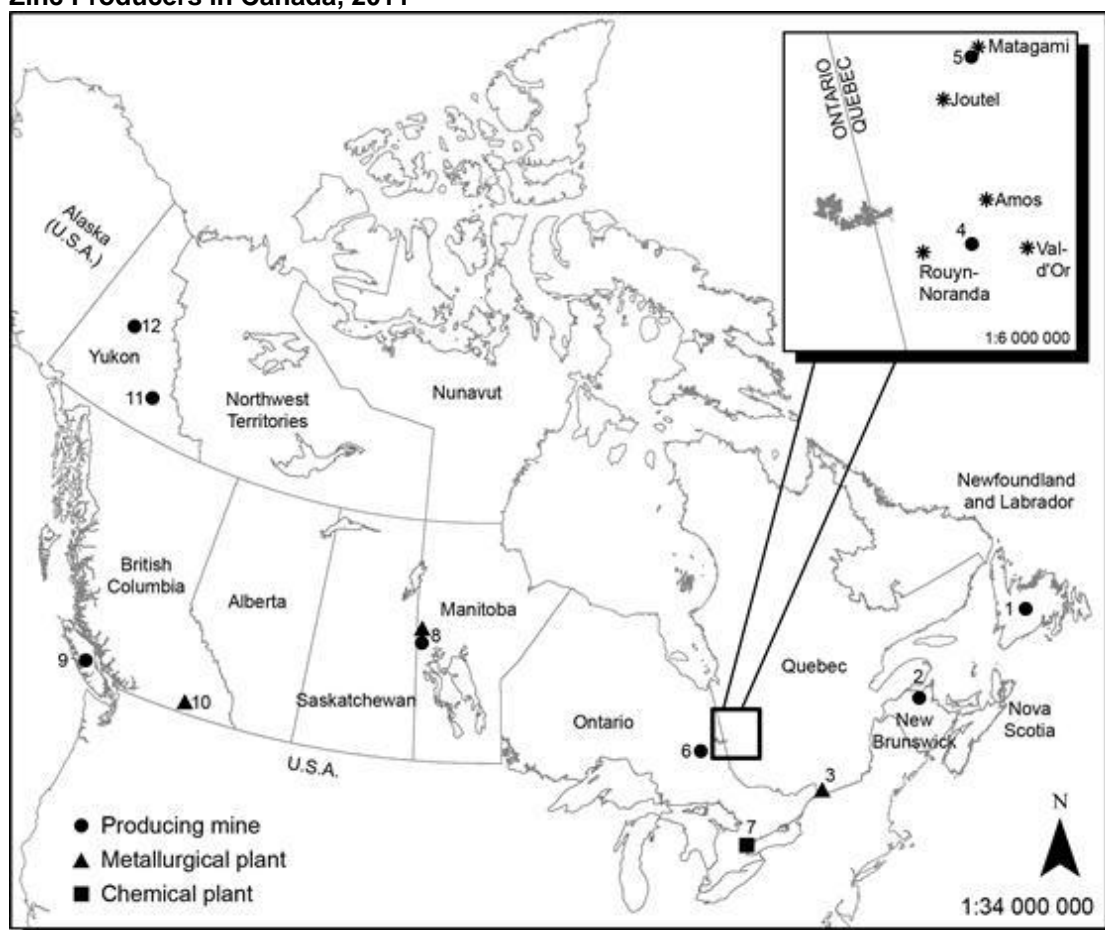 Zinc Producers in Canada, 2011
5
Matagami
ONTARIO
QUEBEC
Joutel
Amos
4
Rouyn-
Noranda
Val-
d'Or
1:6 000 000
Alaska
(U.S.A.)
12
Yukon
11
Northwest
Territories
Nunavut
Newfoundland
and Labrador
British
Columbia
Alberta
Manitoba
8
1
9
Saskatchewan
10
Quebec
2
Ontario
6
New
Brunswick
Nova
Scotia
U.S.A.
3
7
N
Producing mine
Metallurgical plant
Chemical plant
1:34 000 000